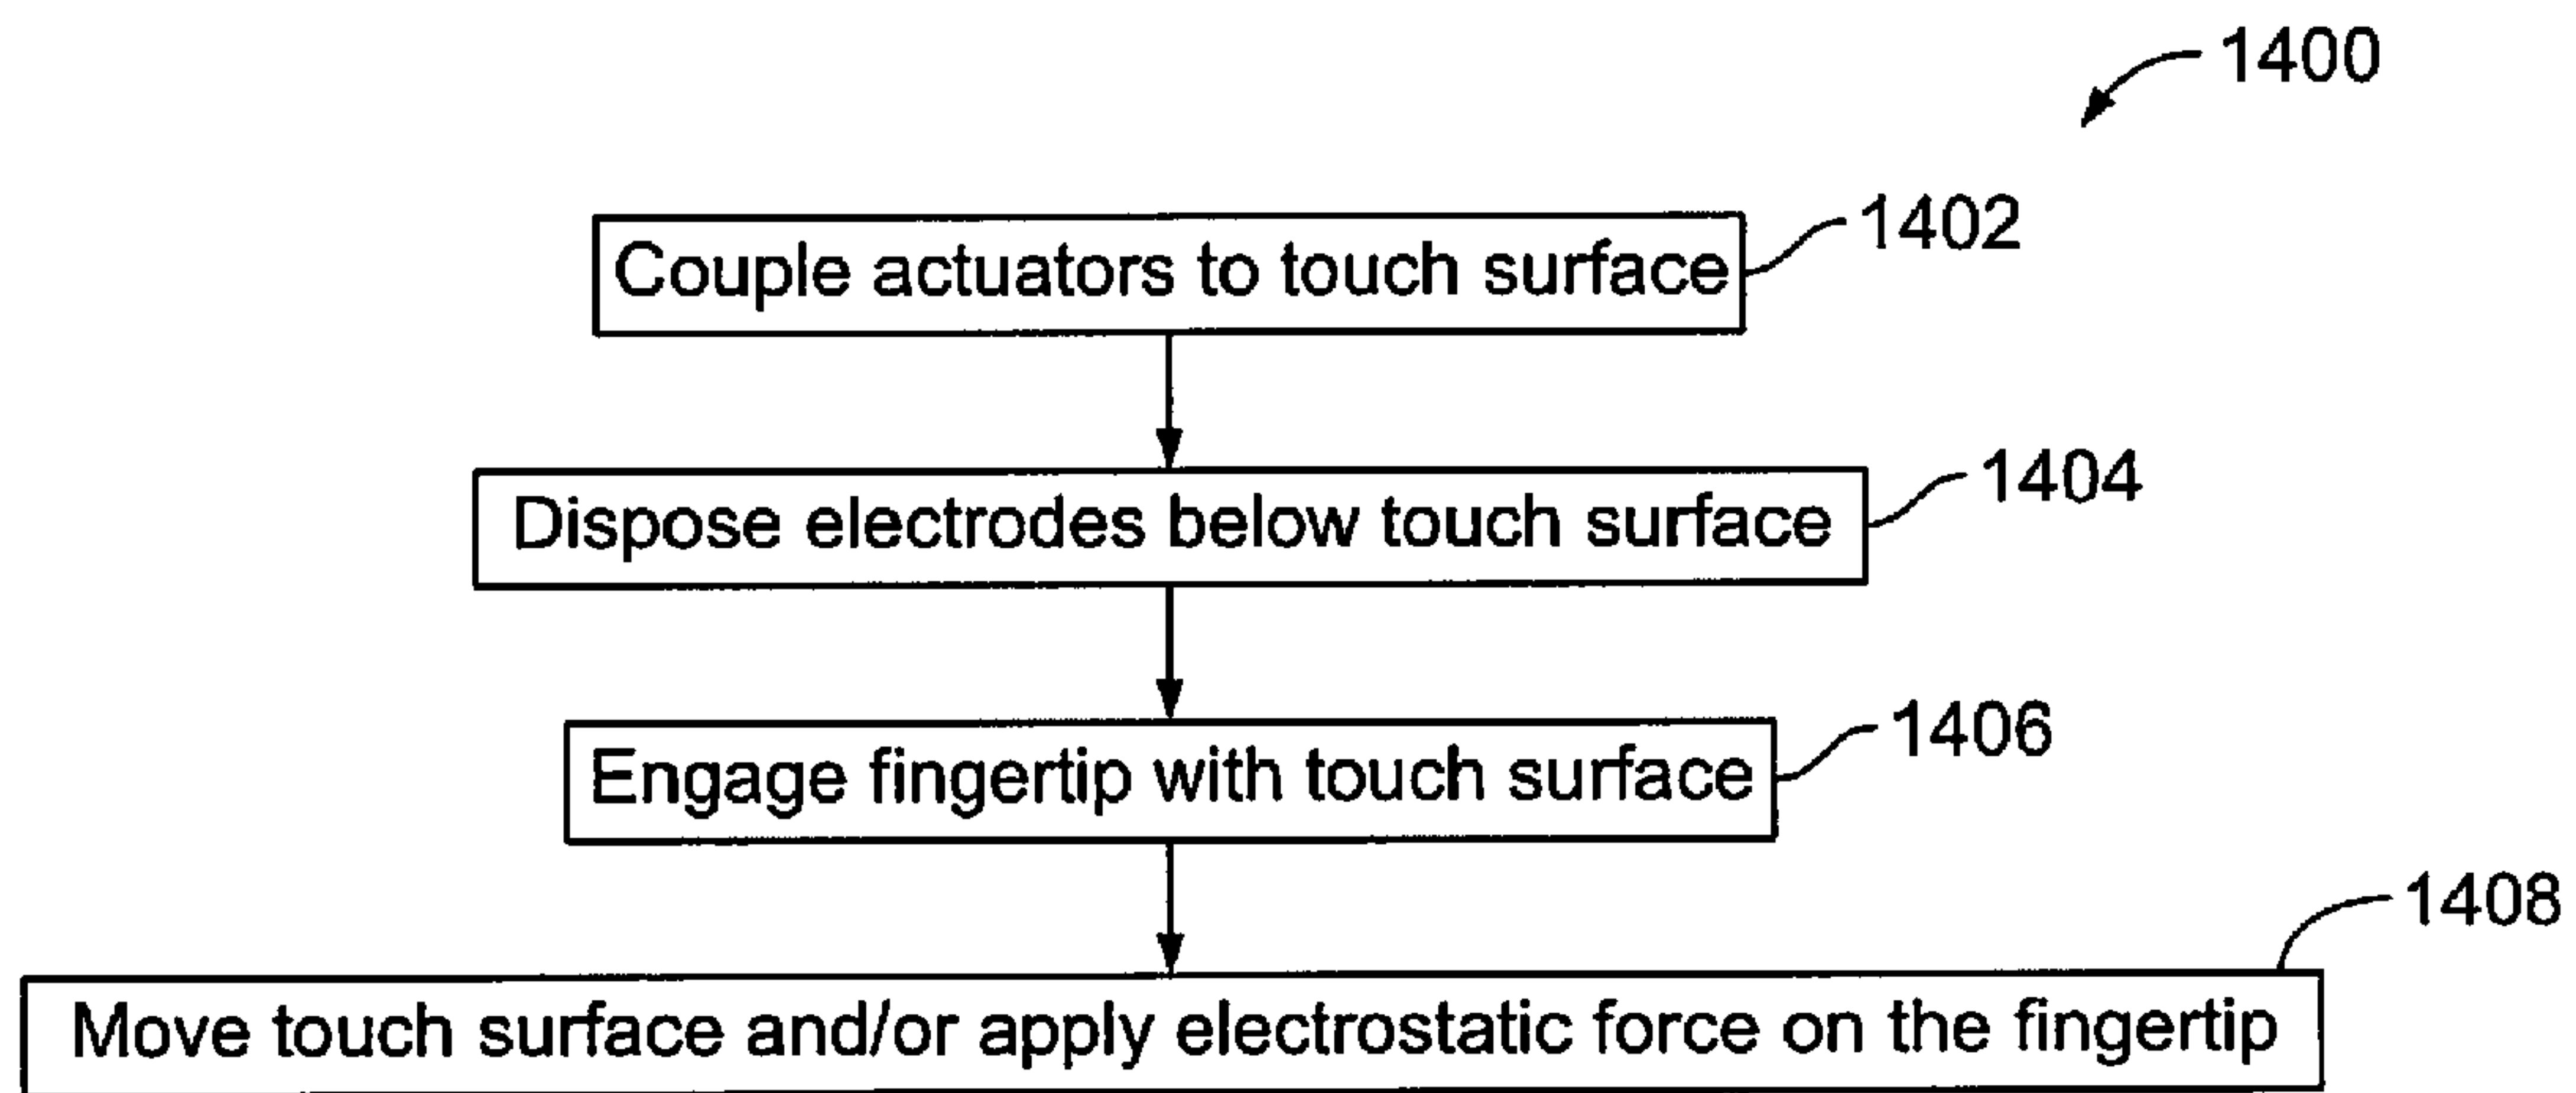 1400
Couple actuators to touch surface
1402
Dispose electrodes below touch surface
1404
Engage fingertip with touch surface
1406
Move touch surface and/or apply electrostatic force on the fingertip
1408